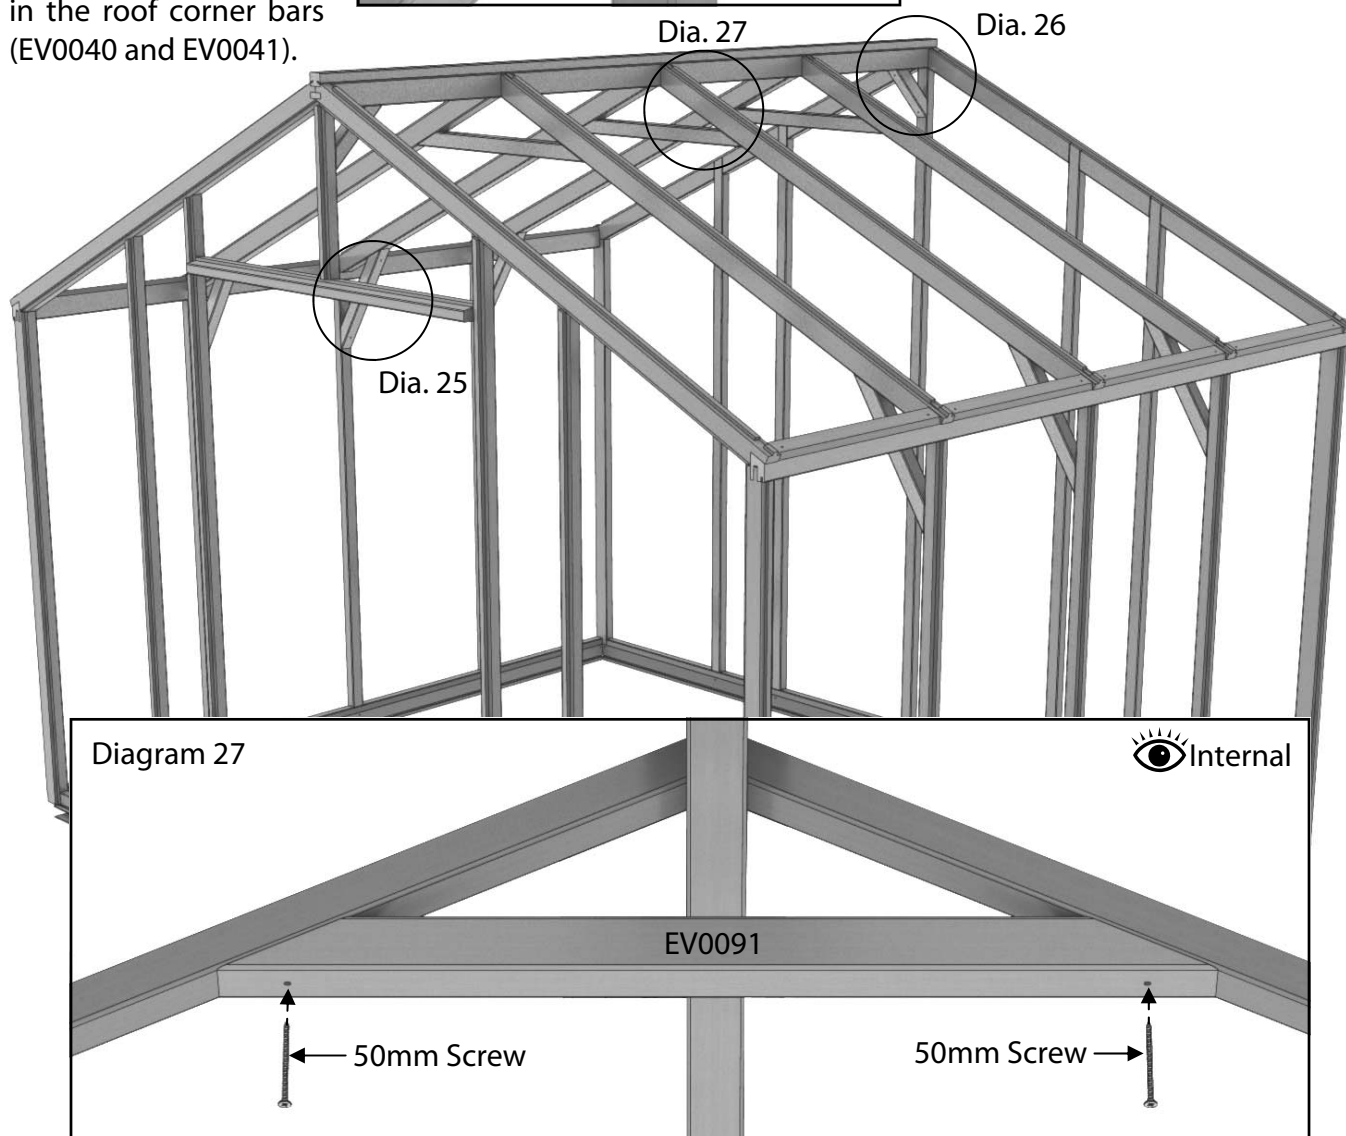 in the roof corner bars
(EV0040 and EV0041).
Dia. 27
Dia. 26
Dia. 25
Diagram 27
Internal
EV0091
50mm Screw
50mm Screw